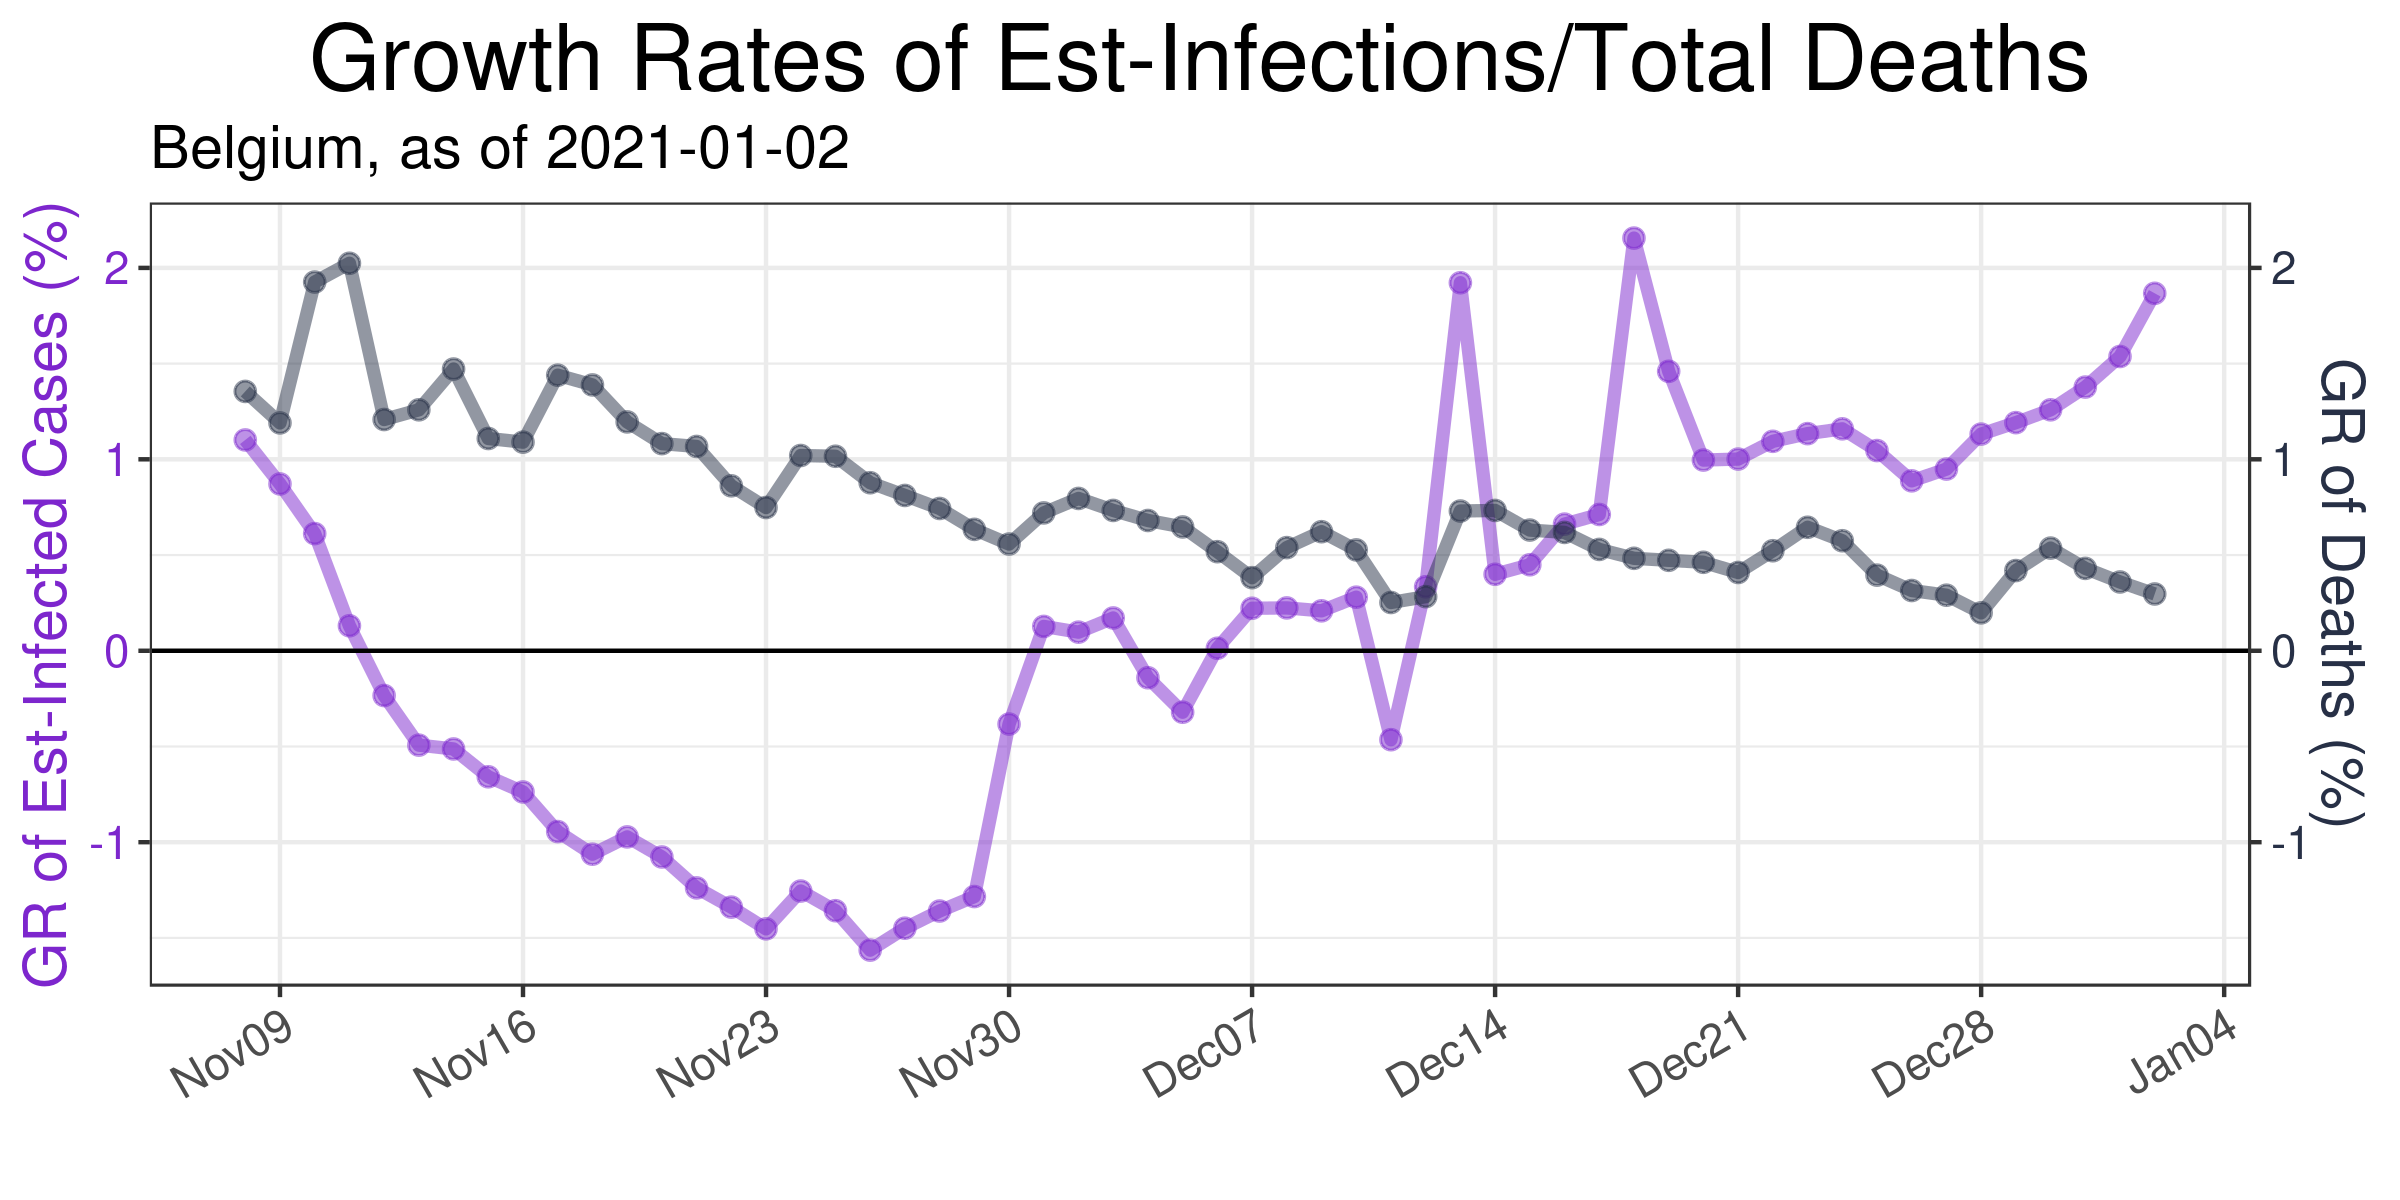 Growth Rates of Est-Infections/Total Deaths
Belgium, as of 2021-01-02
GR of Est-Infected Cases (%)
2
1
0
-1
2
1
0
-1
GR of Deaths (%)
Nov09
Nov16
Nov23
Nov30
Dec07
Dec14
Dec21
Dec28
Jan04